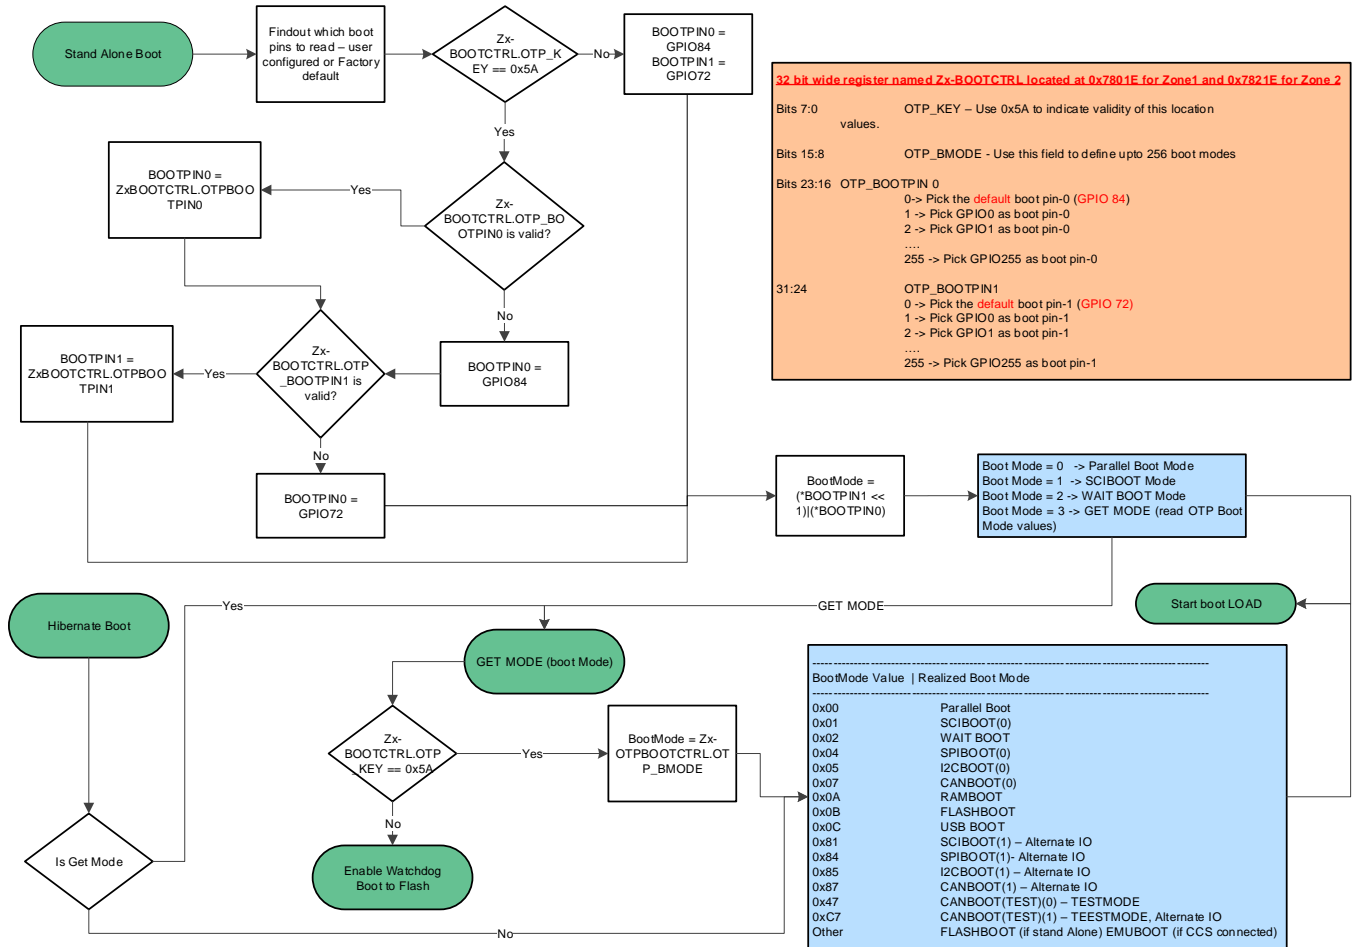 Stand Alone Boot
Findout which boot
pins to read – user
configured or Factory
default
Zx-
BOOTCTRL.OTP_K
EY == 0x5A
No
BOOTPIN0 =
GPIO84
BOOTPIN1 =
GPIO72
Yes
32 bit wide register named Zx-BOOTCTRL located at 0x7801E for Zone1 and 0x7821E for Zone 2
Bits 7:0 OTP_KEY – Use 0x5A to indicate validity of this location
values.
Bits 15:8 OTP_BMODE - Use this field to define upto 256 boot modes
Bits 23:16 OTP_BOOTPIN 0
0-> Pick the default boot pin-0 (GPIO 84)
1 -> Pick GPIO0 as boot pin-0
2 -> Pick GPIO1 as boot pin-0
....
255 -> Pick GPIO255 as boot pin-0
31:24 OTP_BOOTPIN1
0 -> Pick the default boot pin-1 (GPIO 72)
1 -> Pick GPIO0 as boot pin-1
2 -> Pick GPIO1 as boot pin-1
....
255 -> Pick GPIO255 as boot pin-1
BOOTPIN0 =
ZxBOOTCTRL.OTPBOO
TPIN0
Yes
Zx-
BOOTCTRL.OTP_BO
OTPIN0 is valid?
No
BOOTPIN0 =
GPIO84
Zx-
BOOTCTRL.OTP
_BOOTPIN1 is
valid?
Yes
BOOTPIN1 =
ZxBOOTCTRL.OTPBOO
TPIN1
No
BOOTPIN0 =
GPIO72
BootMode =
(*BOOTPIN1 <<
1)|(*BOOTPIN0)
Boot Mode = 0 -> Parallel Boot Mode
Boot Mode = 1 -> SCIBOOT Mode
Boot Mode = 2 -> WAIT BOOT Mode
Boot Mode = 3 -> GET MODE (read OTP Boot
Mode values)
Start boot LOAD
GET MODE
Yes
Hibernate Boot
GET MODE (boot Mode)
Zx-
BOOTCTRL.OTP
_KEY == 0x5A
Yes
BootMode = Zx-
OTPBOOTCTRL.OT
P_BMODE
No
Enable Watchdog
Boot to Flash
Is Get Mode
No
BootMode Value | Realized Boot Mode
0x00 Parallel Boot
0x01 SCIBOOT(0)
0x02 WAIT BOOT
0x04 SPIBOOT(0)
0x05 I2CBOOT(0)
0x07 CANBOOT(0)
0x0A RAMBOOT
0x0B FLASHBOOT
0x0C USB BOOT
0x81 SCIBOOT(1) – Alternate IO
0x84 SPIBOOT(1)- Alternate IO
0x85 I2CBOOT(1) – Alternate IO
0x87 CANBOOT(1) – Alternate IO
0x47 CANBOOT(TEST)(0) – TESTMODE
0xC7 CANBOOT(TEST)(1) – TEESTMODE, Alternate IO
Other FLASHBOOT (if stand Alone) EMUBOOT (if CCS connected)